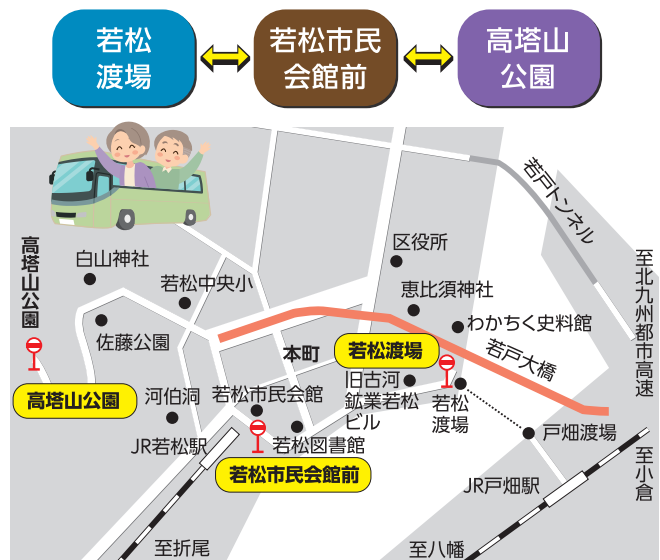 若松
渡場
若松市民
会館前
高塔山
公園
若戸トンネル
区役所
高塔山公園
白山神社
若松中央小
恵比須神社
わかちく史料館
至北九州都市高速
佐藤公園
本町
若松渡場
若戸大橋
高塔山公園
河伯洞
若松市民会館
旧古河
鉱業若松
ビル
若松
渡場
JR若松駅
若松図書館
戸畑渡場
若松市民会館前
JR戸畑駅
至小倉
至折尾
至八幡